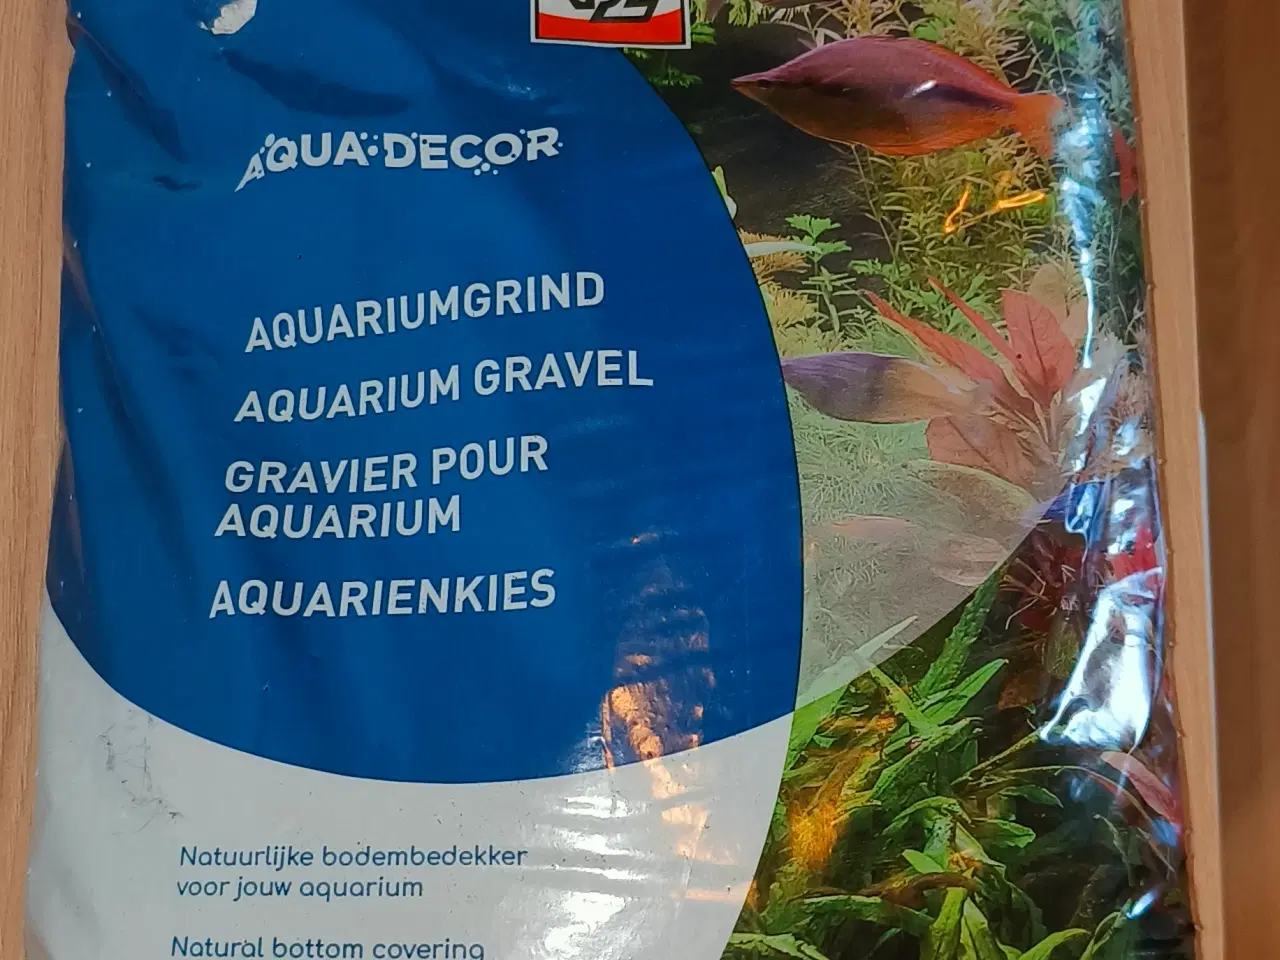 AQUA DECOR
AQUARIUMGRIND
AQUARIUM GRAVEL
GRAVIER POUR
AQUARIUM
AQUARIENKIES
Natuurlijke bodembedekker
voor jouw aquarium
Natural bottom covering